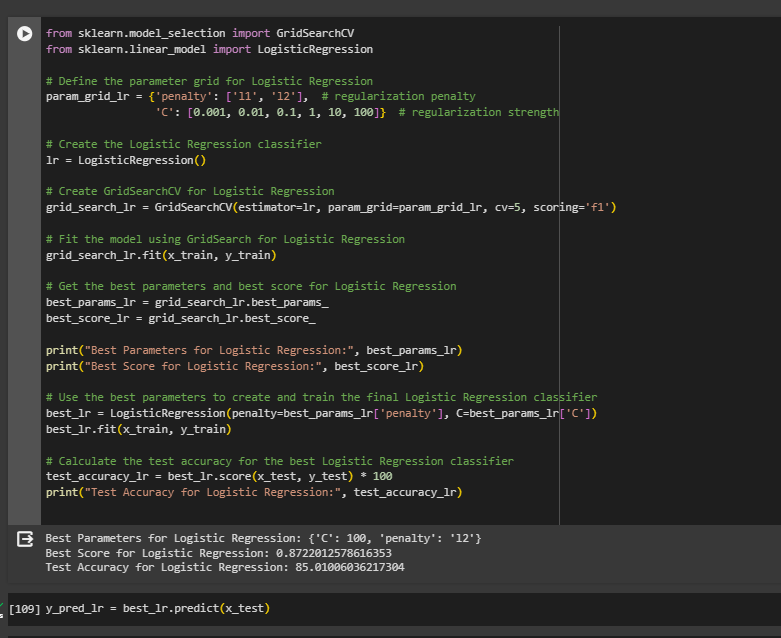 from sklearn.model_selection import GridSearchCV
from sklearn.linear_model import LogisticRegression

# Define the parameter grid for Logistic Regression
param_grid_lr = {'penalty': ['l1', 'l2'],  # regularization penalty
                 'C': [0.001, 0.01, 0.1, 1, 10, 100]}  # regularization strength

# Create the Logistic Regression classifier
lr = LogisticRegression()

# Create GridSearchCV for Logistic Regression
grid_search_lr = GridSearchCV(estimator=lr, param_grid=param_grid_lr, cv=5, scoring='f1')

# Fit the model using GridSearch for Logistic Regression
grid_search_lr.fit(x_train, y_train)

# Get the best parameters and best score for Logistic Regression
best_params_lr = grid_search_lr.best_params_
best_score_lr = grid_search_lr.best_score_

print("Best Parameters for Logistic Regression:", best_params_lr)
print("Best Score for Logistic Regression:", best_score_lr)

# Use the best parameters to create and train the final Logistic Regression classifier
best_lr = LogisticRegression(penalty=best_params_lr['penalty'], C=best_params_lr['C'])
best_lr.fit(x_train, y_train)

# Calculate the test accuracy for the best Logistic Regression classifier
test_accuracy_lr = best_lr.score(x_test, y_test) * 100
print("Test Accuracy for Logistic Regression:", test_accuracy_lr)

Best Parameters for Logistic Regression: {'C': 100, 'penalty': 'l2'}
Best Score for Logistic Regression: 0.8722012578616353
Test Accuracy for Logistic Regression: 85.01006036217304

[109] y_pred_lr = best_lr.predict(x_test)